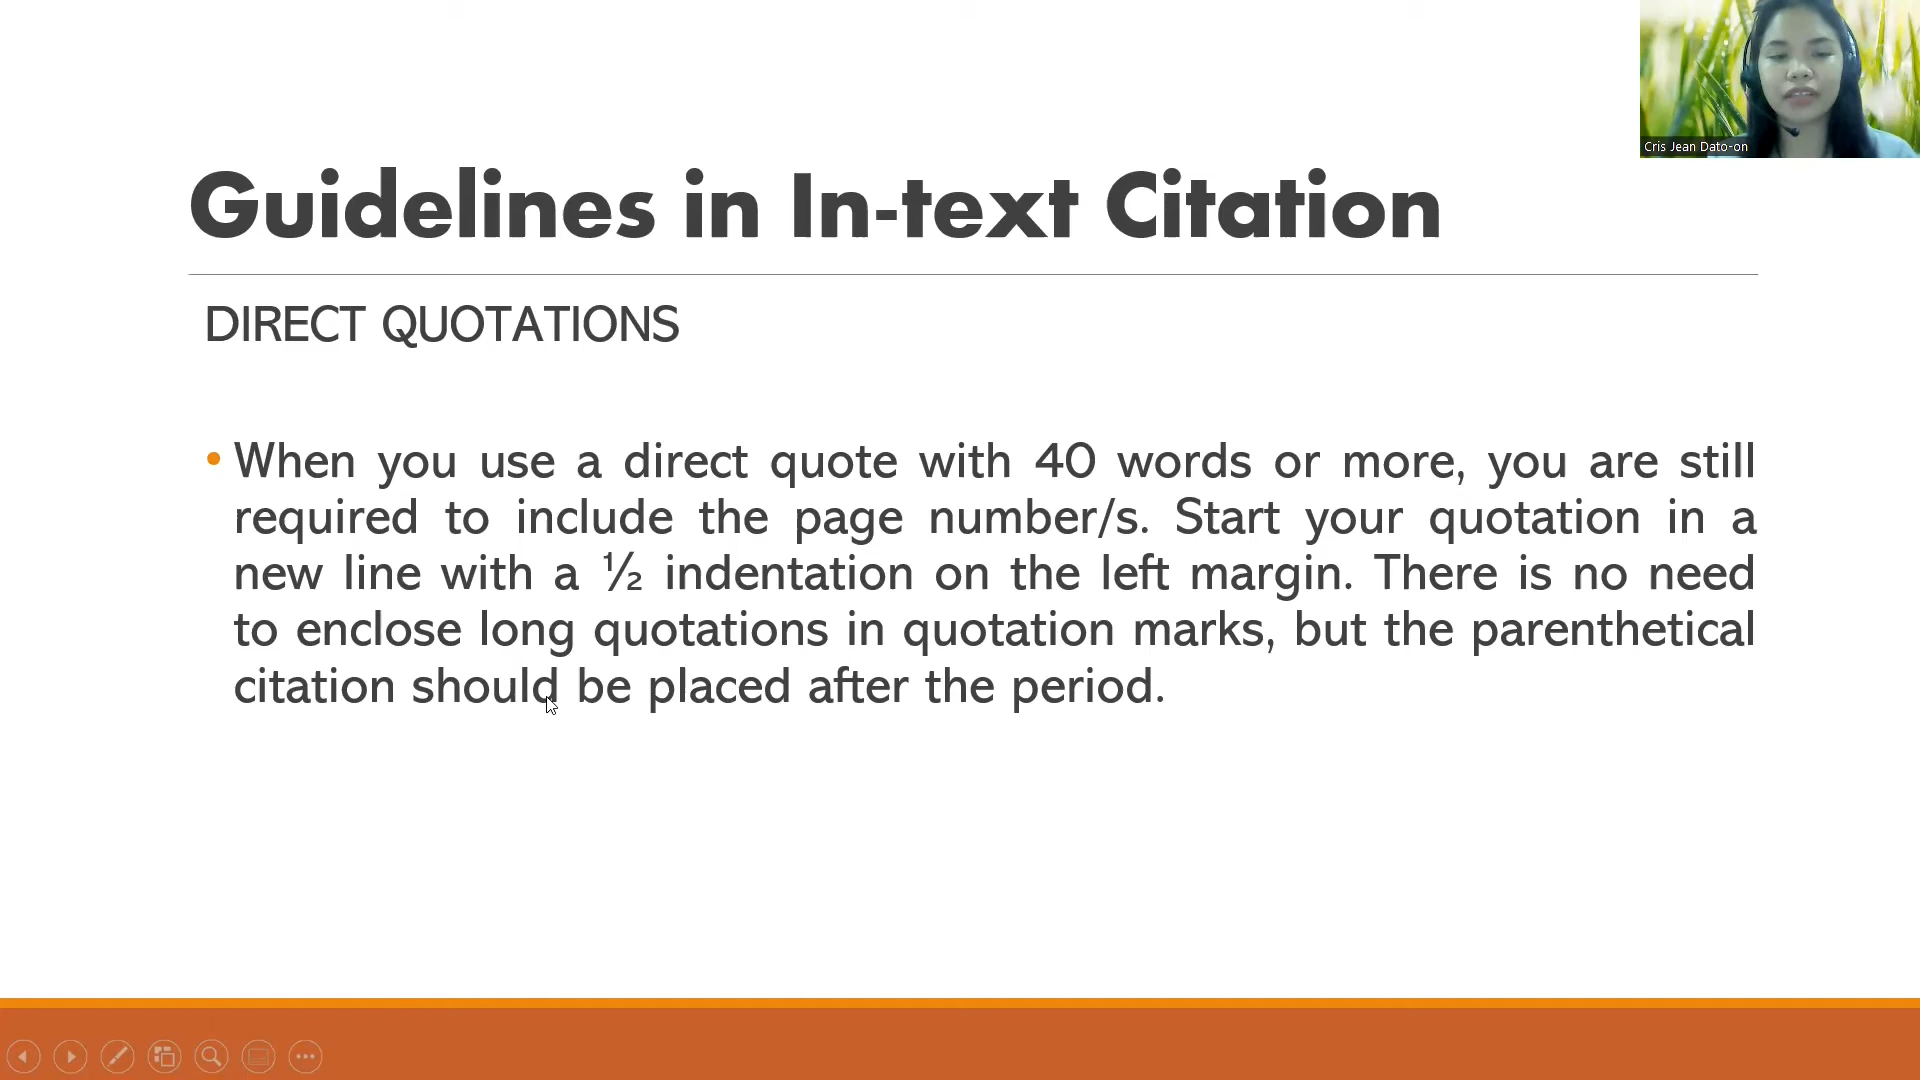 Cris Jean Dato-on
Guidelines in In-text Citation
DIRECT QUOTATIONS
• When you use a direct quote with 40 words or more, you are still
required to include the page number/s. Start your quotation in a
new line with a ½ indentation on the left margin. There is no need
to enclose long quotations in quotation marks, but the parenthetical
citation should be placed after the period.